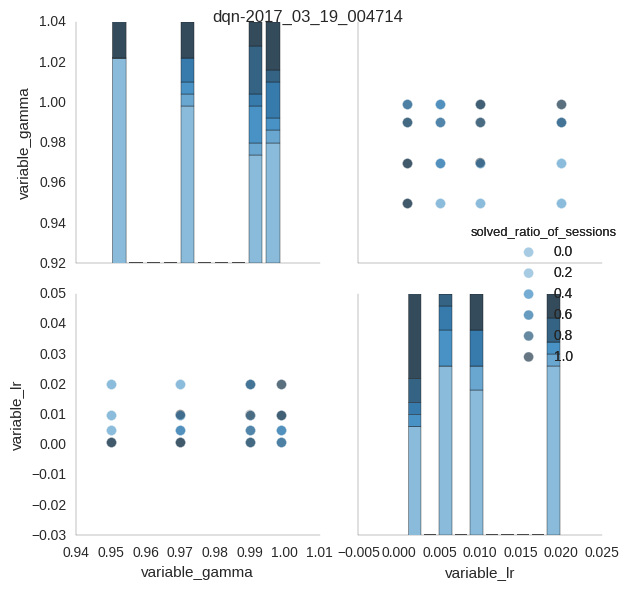 dqn-2017_03_19_004714
1.04
1.02
1.00
0.98
0.96
0.94
0.92
variable_gamma
solved_ratio_of_sessions
0.0
0.2
0.4
0.6
0.8
1.0
0.05
0.04
0.03
0.02
0.01
0.00
−0.01
−0.02
−0.03
variable_lr
0.94 0.95 0.96 0.97 0.98 0.99 1.00 1.01
−0.005 0.000 0.005 0.010 0.015 0.020 0.025
variable_gamma
variable_lr